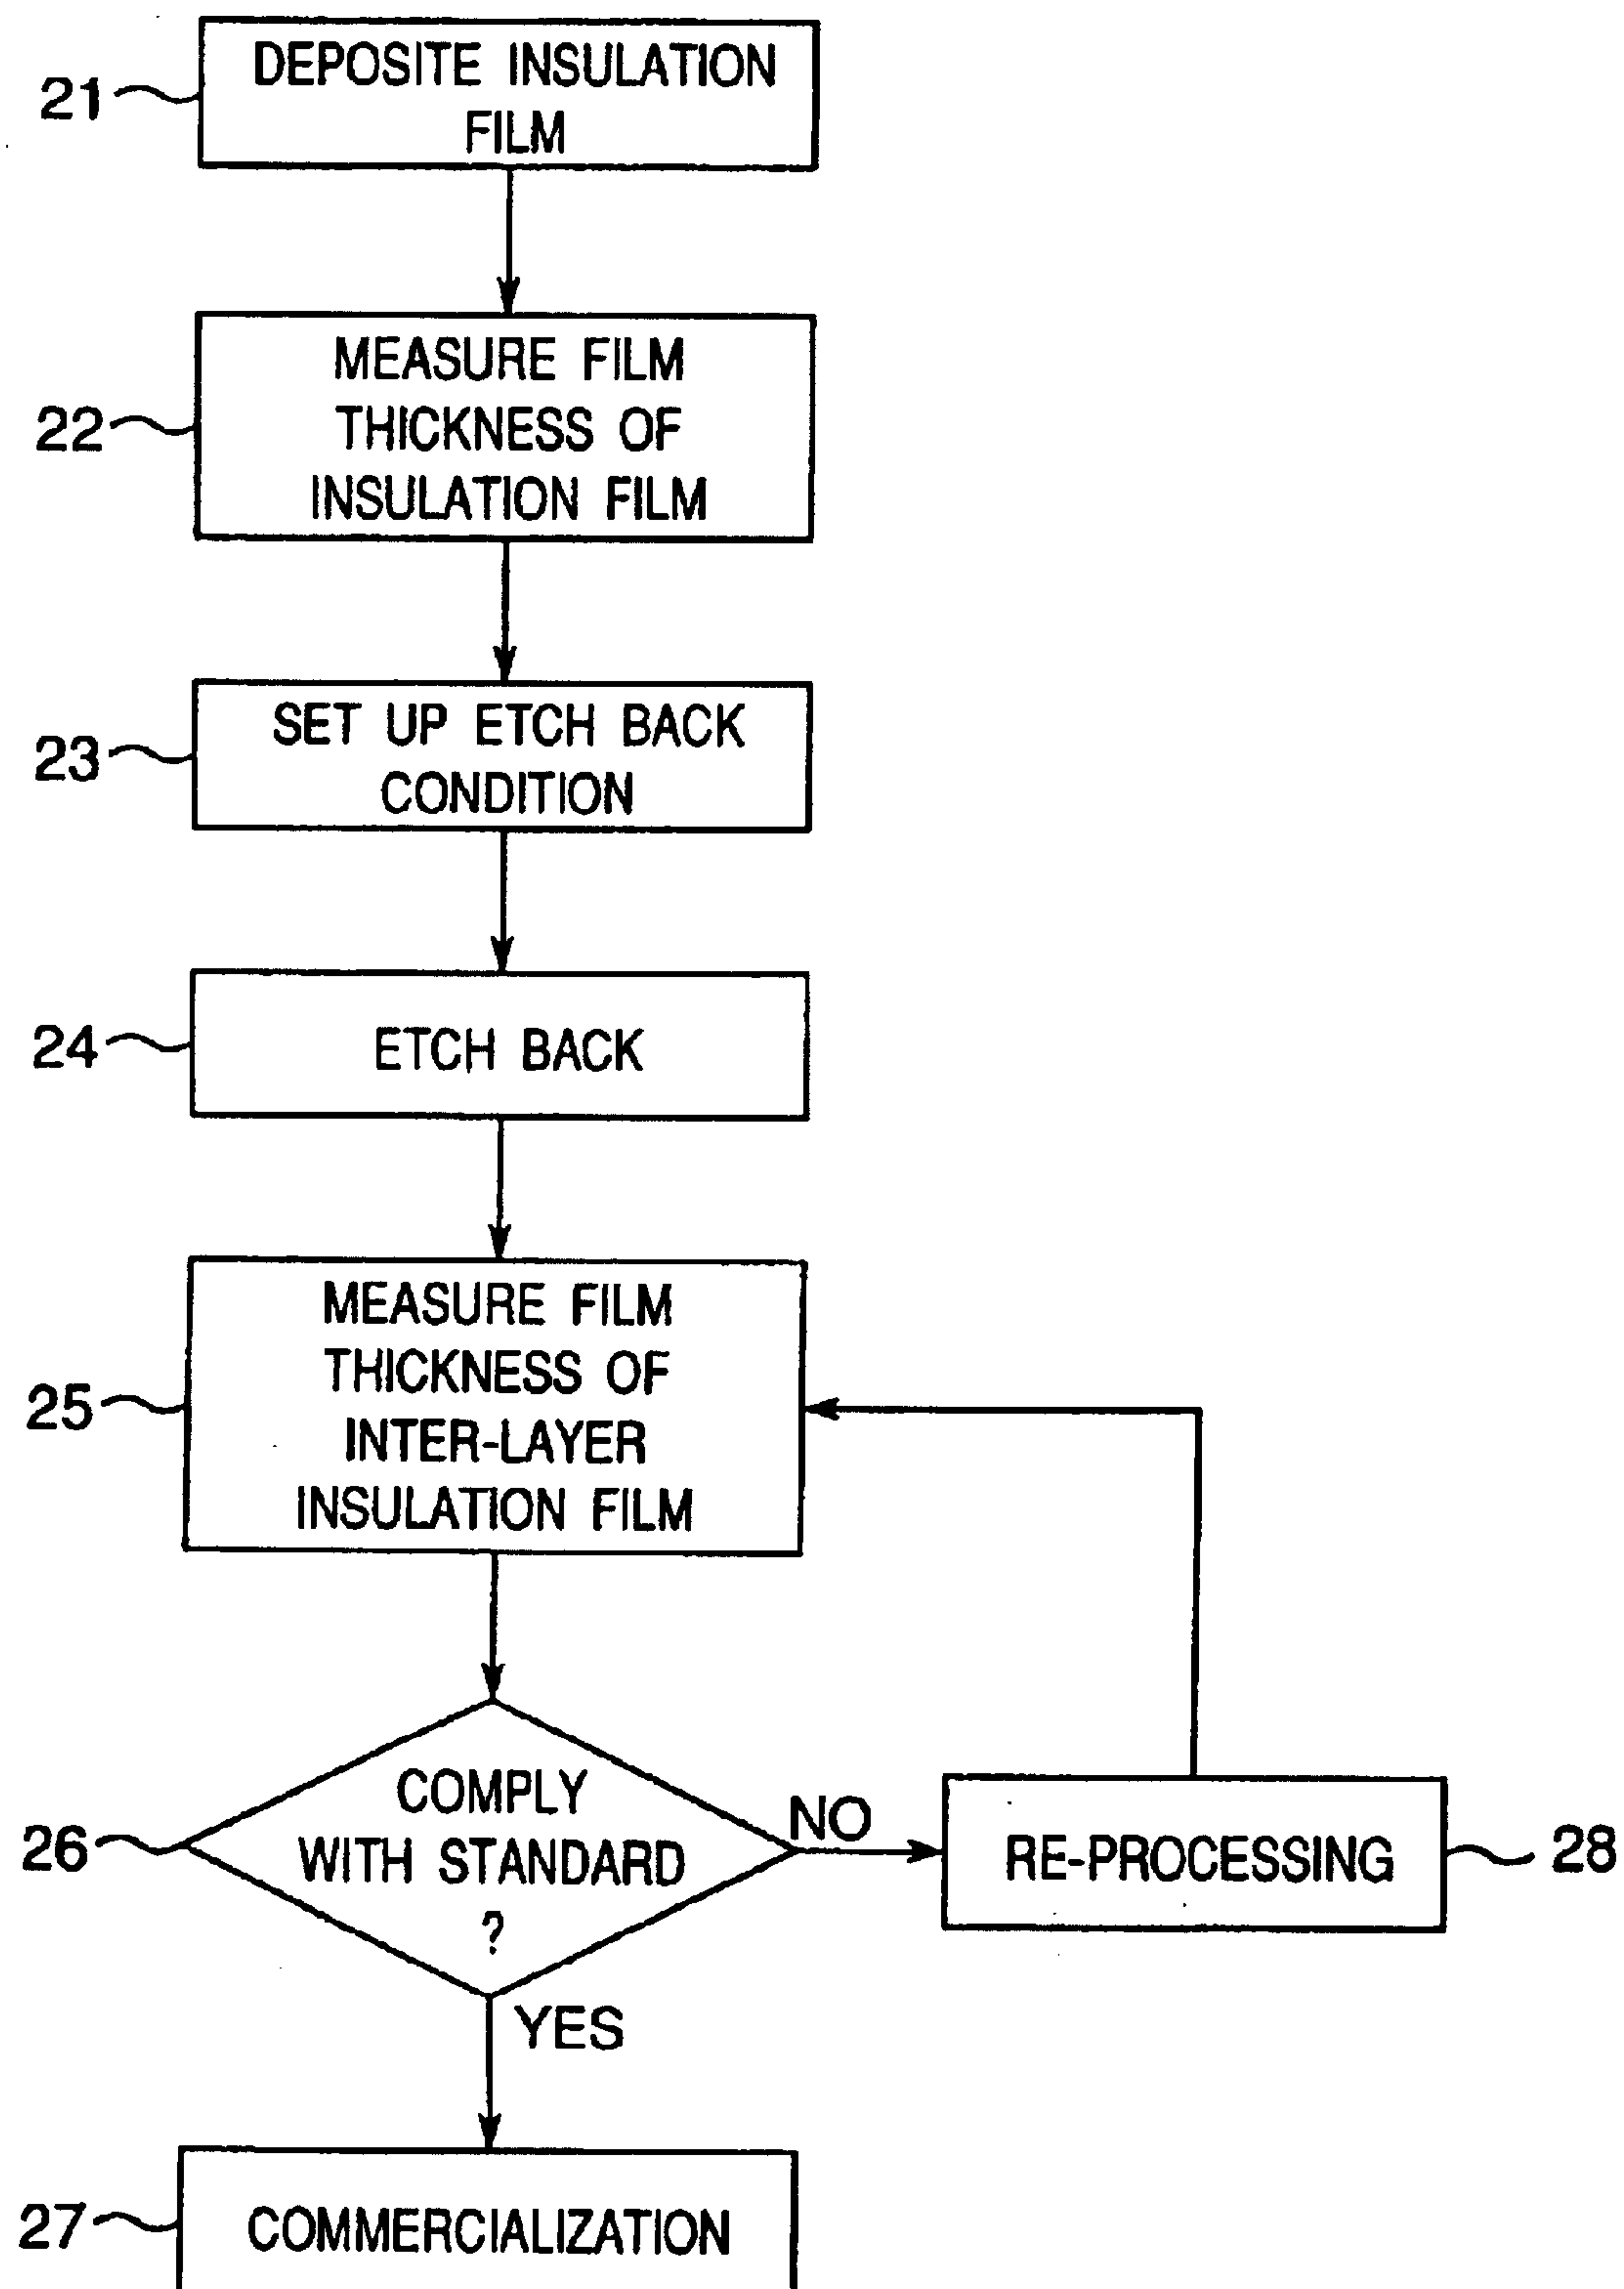 21
DEPOSITE INSULATION
FILM
22
MEASURE FILM
THICKNESS OF
INSULATION FILM
23
SET UP ETCH BACK
CONDITION
24
ETCH BACK
25
MEASURE FILM
THICKNESS OF
INTER-LAYER
INSULATION FILM
26
COMPLY
WITH STANDARD
?
NO
RE-PROCESSING
28
YES
27
COMMERCIALIZATION